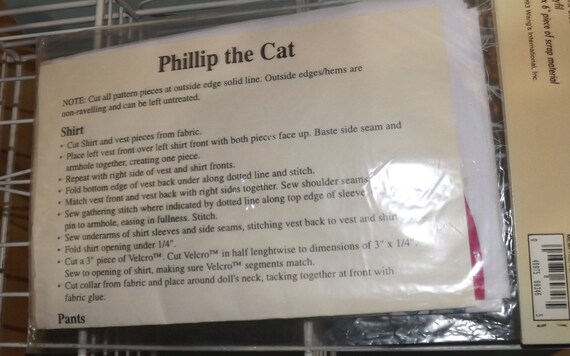 Phillip the Cat
NOTE: Cut all pattern pieces at outside edge solid line. Outside edges/hems are
non-ravelling and can be left untreated.
Shirt
• Cut Shirt and vest pieces from fabric.
• Place left vest front over left shirt front with both pieces face up. Baste side seam and
armhole together, creating one piece.
• Repeat with right side of vest and shirt fronts.
• Fold bottom edge of vest back under along dotted line and stitch.
• Match vest front and vest back with right sides together. Sew shoulder seams
• Sew gathering stitch where indicated by dotted line along top edge of sleeve
pin to armhole, easing in fullness. Stitch.
• Sew underarms of shirt sleeves and side seams, stitching vest back to vest and shirt
• Fold shirt opening under 1/4".
• Cut a 3" piece of Velcro™. Cut Velcro™ in half lenghtwise to dimensions of 3" x 1/4".
Sew to opening of shirt, making sure Velcro™ segments match.
• Cut collar from fabric and place around doll's neck, tacking together at front with
fabric glue.
Pants
6" piece of scrap material
Wang's International, Inc.